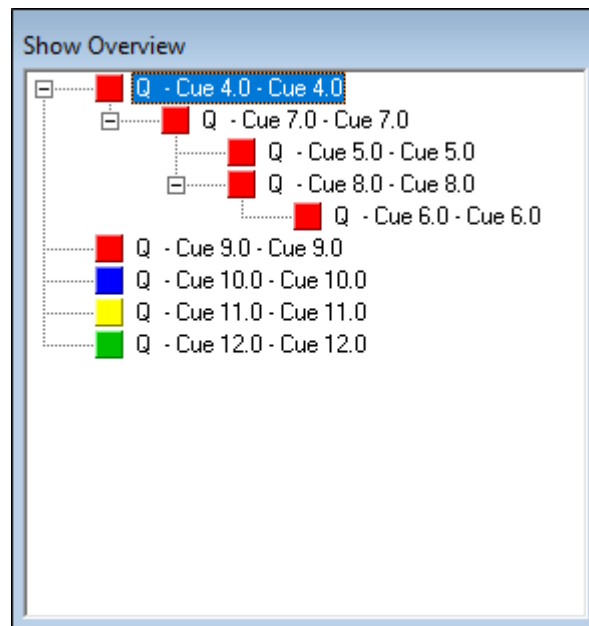 Show Overview
Q - Cue 4.0 - Cue 4.0
Q - Cue 7.0 - Cue 7.0
Q - Cue 5.0 - Cue 5.0
Q - Cue 8.0 - Cue 8.0
Q - Cue 6.0 - Cue 6.0
Q - Cue 9.0 - Cue 9.0
Q - Cue 10.0 - Cue 10.0
Q - Cue 11.0 - Cue 11.0
Q - Cue 12.0 - Cue 12.0